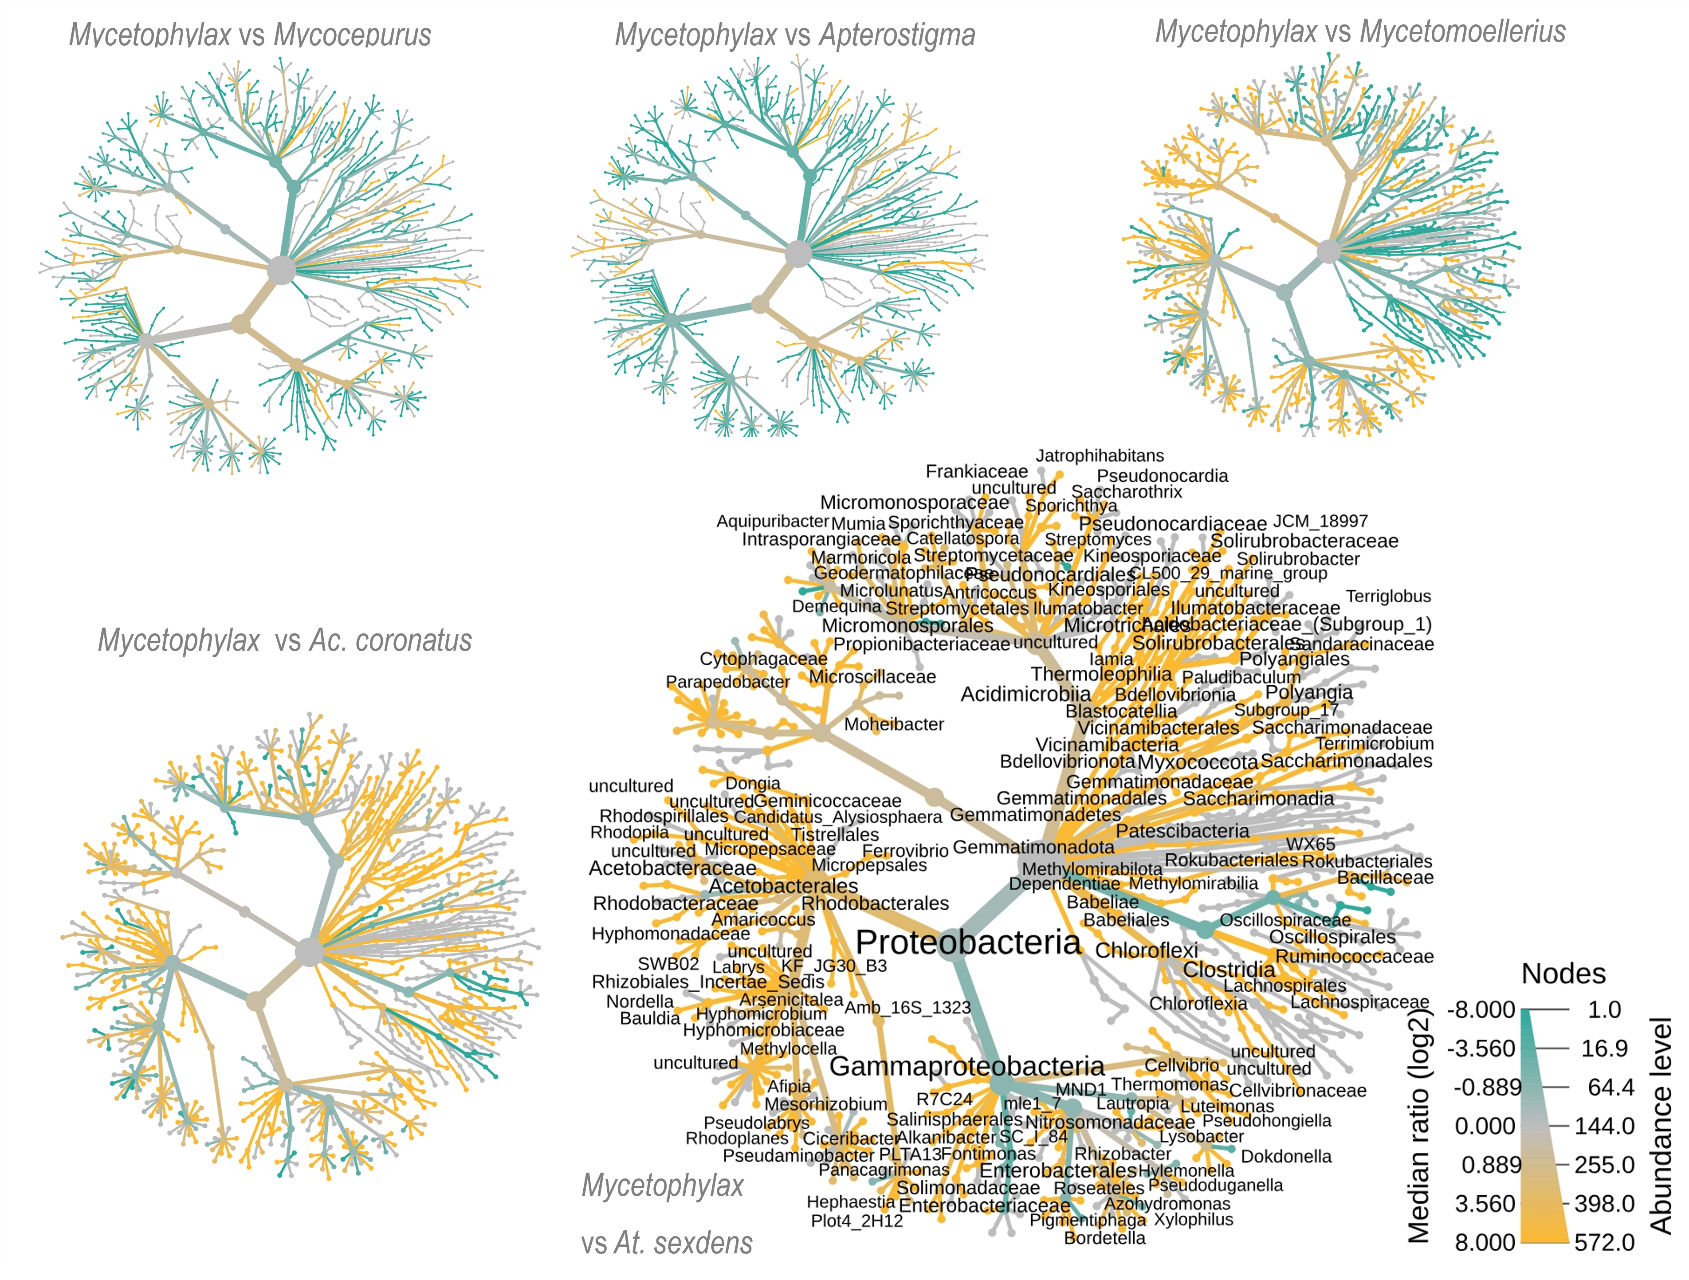 Mycetophylax vs Mycocepurus
Mycetophylax vs Apterostigma
Mycetophylax vs Mycetomoellerius
Mycetophylax vs Ac. coronatus
Mycetophylax
vs At. sexdens
Jatrophihabitans
Frankiaceae
Pseudonocardia
uncultured
Saccharothrix
Micromonosporaceae
Sporichthya
Aquipuribacter
Mumia
Sporichthyaceae
Pseudonocardiaceae
JCM_18997
Intrasporangiaceae
Catellatospora
Streptomyces
Solirubrobacteraceae
Marmoricola
Streptomycetaceae
Kineosporiaceae
Solirubrobacter
Geodermatophilaceae
Pseudonocardiales
CL500_29_marine_group
Microlunatus
Antricoccus
Kineosporiales
uncultured
Terriglobus
Demequina
Streptomycetales
Ilumatobacter
Ilumatobacteraceae
Micromonosporales
Microtrichales
Acidobacteriaceae_(Subgroup_1)
Propionibacteriaceae
uncultured
Solirubrobacterales
Sandaracinaceae
Cytophagaceae
Iamia
Polyangiales
Parapedobacter
Microscillaceae
Thermoleophilia
Paludibaculum
Acidimicrobiia
Bdellovibrionia
Polyangia
Blastocatellia
Subgroup_17
Moheibacter
Vicinamibacterales
Saccharimonadaceae
Vicinamibacteria
Terrimicrobium
Bdellovibrionota
Myxococcota
Saccharimonadales
uncultured
Dongia
Gemmatimonadaceae
uncultured
Geminicoccaceae
Gemmatimonadales
Saccharimonadia
Rhodospirillales
Candidatus_Alysiosphaera
Gemmatimonadetes
Rhodopila
uncultured
Tistrellales
Patescibacteria
uncultured
Micropepsaceae
Ferrovibrio
Gemmatimonadota
WX65
Acetobacteraceae
Micropepsales
Methylomirabilota
Rokubacteriales
Rokubacteriales
Acetobacterales
Dependentiae
Methylomirabilia
Bacillaceae
Rhodobacteraceae
Rhodobacterales
Babeliae
Amaricoccus
Babeliales
Oscillospiraceae
Hyphomonadaceae
Proteobacteria
Oscillospirales
uncultured
Chloroflexi
Ruminococcaceae
SWB02
Labrys
KF_JG30_B3
Clostridia
Rhizobiales_Incertae_Sedis
Lachnospirales
Nordella
Arsenicitalea
Amb_16S_1323
Chloroflexia
Lachnospiraceae
Bauldia
Hyphomicrobium
Hyphomicrobiaceae
Methylocella
uncultured
uncultured
Gammaproteobacteria
Cellvibrio
uncultured
Afipia
MND1
Thermomonas
Cellvibrionaceae
Mesorhizobium
R7C24
mle1_7
Lautropia
Luteimonas
Pseudolabrys
Salinisphaerales
Nitrosomonadaceae
Pseudohongiella
Rhodoplanes
Ciceribacter
Alkanibacter
SC_I_84
Lysobacter
Pseudaminobacter
PLTA13
Fontimonas
Rhizobacter
Dokdonella
Panacagrimonas
Enterobacterales
Hylemonella
Solimonadaceae
Roseateles
Pseudoduganella
Hephaestia
Enterobacteriaceae
Azohydromonas
Plot4_2H12
Pigmentiphaga
Xylophilus
Bordetella
Nodes
-8.000 1.0
-3.560 16.9
-0.889 64.4
0.000 144.0
0.889 255.0
3.560 398.0
8.000 572.0
Median ratio (log2)
Abundance level